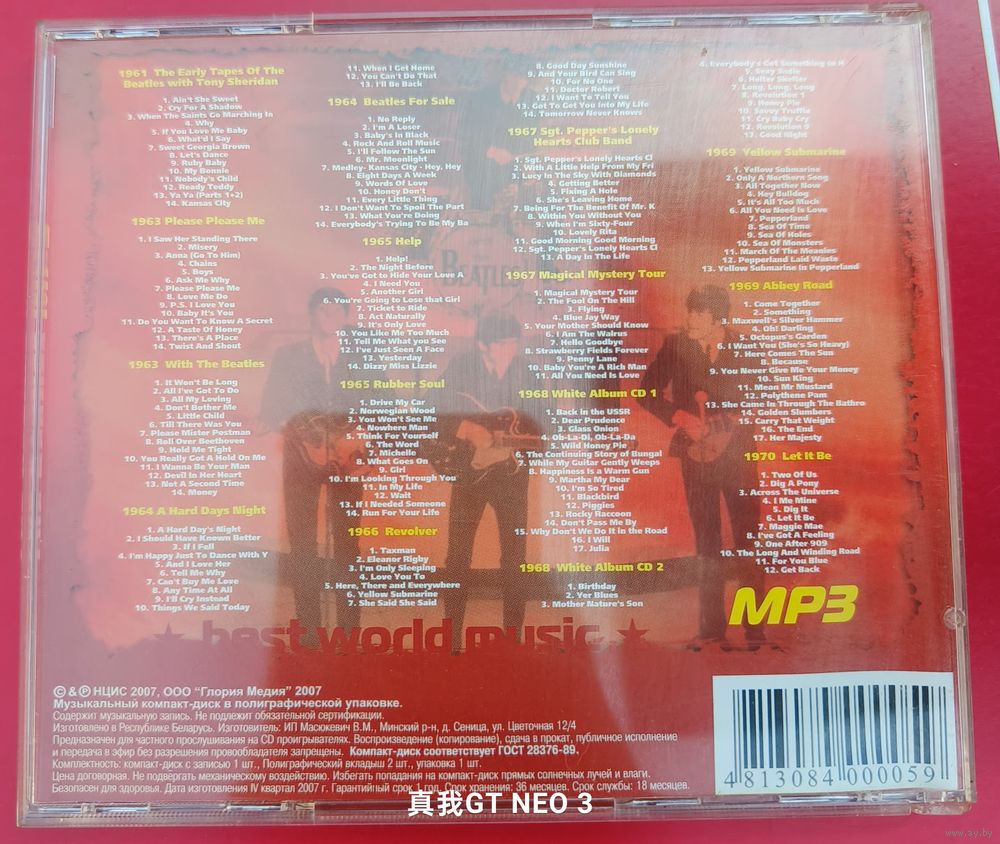 1961 The Early Tapes Of The
Beatles with Tony Sheridan
1. Ain't She Sweet
2. Cry For A Shadow
3. When The Saints Go Marching In
4. Why
5. If You Love Me Baby
6. What'd I Say
7. Sweet Georgia Brown
8. Let's Dance
9. Ruby Baby
10. My Bonnie
11. Nobody's Child
12. Ready Teddy
13. Ya Ya (Parts 1+2)
14. Kansas City
1963 Please Please Me
1. I Saw Her Standing There
2. Misery
3. Anna (Go To Him)
4. Chains
5. Boys
6. Ask Me Why
7. Please Please Me
8. Love Me Do
9. P.S. I Love You
10. Baby It's You
11. Do You Want To Know A Secret
12. A Taste Of Honey
13. There's A Place
14. Twist And Shout
1963 With The Beatles
1. It Won't Be Long
2. All I've Got To Do
3. All My Loving
4. Don't Bother Me
5. Little Child
6. Till There Was You
7. Please Mister Postman
8. Roll Over Beethoven
9. Hold Me Tight
10. You Really Got A Hold On Me
11. I Wanna Be Your Man
12. Devil In Her Heart
13. Not A Second Time
14. Money
1964 A Hard Days Night
1. A Hard Day's Night
2. I Should Have Known Better
3. If I Fell
4. I'm Happy Just To Dance With Y
5. And I Love Her
6. Tell Me Why
7. Can't Buy Me Love
8. Any Time At All
9. I'll Cry Instead
10. Things We Said Today
11. When I Get Home
12. You Can't Do That
13. I'll Be Back
1964 Beatles For Sale
1. No Reply
2. I'm A Loser
3. Baby's In Black
4. Rock And Roll Music
5. I'll Follow The Sun
6. Mr. Moonlight
7. Medley- Kansas City - Hey, Hey
8. Eight Days A Week
9. Words Of Love
10. Honey Don't
11. Every Little Thing
12. I Don't Want To Spoil The Part
13. What You're Doing
14. Everybody's Trying To Be My Ba
1965 Help
1. Help!
2. The Night Before
3. You've Got to Hide Your Love A
4. I Need You
5. Another Girl
6. You're Going to Lose that Girl
7. Ticket to Ride
8. Act Naturally
9. It's Only Love
10. You Like Me Too Much
11. Tell Me What you See
12. I've Just Seen A Face
13. Yesterday
14. Dizzy Miss Lizzie
1965 Rubber Soul
1. Drive My Car
2. Norwegian Wood
3. You Won't See Me
4. Nowhere Man
5. Think For Yourself
6. The Word
7. Michelle
8. What Goes On
9. Girl
10. I'm Looking Through You
11. In My Life
12. Wait
13. If I Needed Someone
14. Run For Your Life
1966 Revolver
1. Taxman
2. Eleanor Rigby
3. I'm Only Sleeping
4. Love You To
5. Here, There and Everywhere
6. Yellow Submarine
7. She Said She Said
8. Good Day Sunshine
9. And Your Bird Can Sing
10. For No One
11. Doctor Robert
12. I Want To Tell You
13. Got To Get You Into My Life
14. Tomorrow Never Knows
1967 Sgt. Pepper's Lonely
Hearts Club Band
1. Sgt. Pepper's Lonely Hearts Cl
2. With A Little Help From My Fri
3. Lucy In The Sky With Diamonds
4. Getting Better
5. Fixing A Hole
6. She's Leaving Home
7. Being For The Benefit Of Mr. K
8. Within You Without You
9. When I'm Sixty-Four
10. Lovely Rita
11. Good Morning Good Morning
12. Sgt. Pepper's Lonely Hearts Cl
13. A Day In The Life
1967 Magical Mystery Tour
1. Magical Mystery Tour
2. The Fool On The Hill
3. Flying
4. Blue Jay Way
5. Your Mother Should Know
6. I Am The Walrus
7. Hello Goodbye
8. Strawberry Fields Forever
9. Penny Lane
10. Baby You're A Rich Man
11. All You Need Is Love
1968 White Album CD 1
1. Back in the USSR
2. Dear Prudence
3. Glass Onion
4. Ob-La-Di, Ob-La-Da
5. Wild Honey Pie
6. The Continuing Story of Bungal
7. While My Guitar Gently Weeps
8. Happiness Is a Warm Gun
9. Martha My Dear
10. I'm So Tired
11. Blackbird
12. Piggies
13. Rocky Raccoon
14. Don't Pass Me By
15. Why Don't We Do It in the Road
16. I Will
17. Julia
1968 White Album CD 2
1. Birthday
2. Yer Blues
3. Mother Nature's Son
4. Everybody's Got Something to H
5. Sexy Sadie
6. Helter Skelter
7. Long, Long, Long
8. Revolution 1
9. Honey Pie
10. Savoy Truffle
11. Cry Baby Cry
12. Revolution 9
13. Good Night
1969 Yellow Submarine
1. Yellow Submarine
2. Only A Northern Song
3. All Together Now
4. Hey Bulldog
5. It's All Too Much
6. All You Need Is Love
7. Pepperland
8. Sea Of Time
9. Sea Of Holes
10. Sea Of Monsters
11. March Of The Meanies
12. Pepperland Laid Waste
13. Yellow Submarine In Pepperland
1969 Abbey Road
1. Come Together
2. Something
3. Maxwell's Silver Hammer
4. Oh! Darling
5. Octopus's Garden
6. I Want You (She's So Heavy)
7. Here Comes The Sun
8. Because
9. You Never Give Me Your Money
10. Sun King
11. Mean Mr Mustard
12. Polythene Pam
13. She Came In Through The Bathro
14. Golden Slumbers
15. Carry That Weight
16. The End
17. Her Majesty
1970 Let It Be
1. Two Of Us
2. Dig A Pony
3. Across The Universe
4. I Me Mine
5. Dig It
6. Let It Be
7. Maggie Mae
8. I've Got A Feeling
9. One After 909
10. The Long And Winding Road
11. For You Blue
12. Get Back
BEATLES
MP3
★ best world music ★
© & ℗ НЦИС 2007, ООО "Глория Медия" 2007
Музыкальный компакт-диск в полиграфической упаковке.
Содержит музыкальную запись. Не подлежит обязательной сертификации.
Изготовлено в Республике Беларусь. Изготовитель: ИП Масюкевич В.М., Минский р-н, д. Сеница, ул. Цветочная 12/4
Предназначен для частного прослушивания на CD проигрывателях. Воспроизведение (копирование), сдача в прокат, публичное исполнение
и передача в эфир без разрешения провообладателя запрещены. Компакт-диск соответствует ГОСТ 28376-89.
Комплектность: компакт-диск с записью 1 шт., Полиграфический вкладыш 2 шт., упаковка 1 шт.
Цена договорная. Не подвергать механическому воздействию. Избегать попадания на компакт-диск прямых солнечных лучей и влаги.
Безопасен для здоровья. Дата изготовления IV квартал 2007 г. Гарантийный срок 1 год. Срок хранения: 36 месяцев. Срок службы: 18 месяцев.
4 813084 000059
真我GT NEO 3
www.ay.by